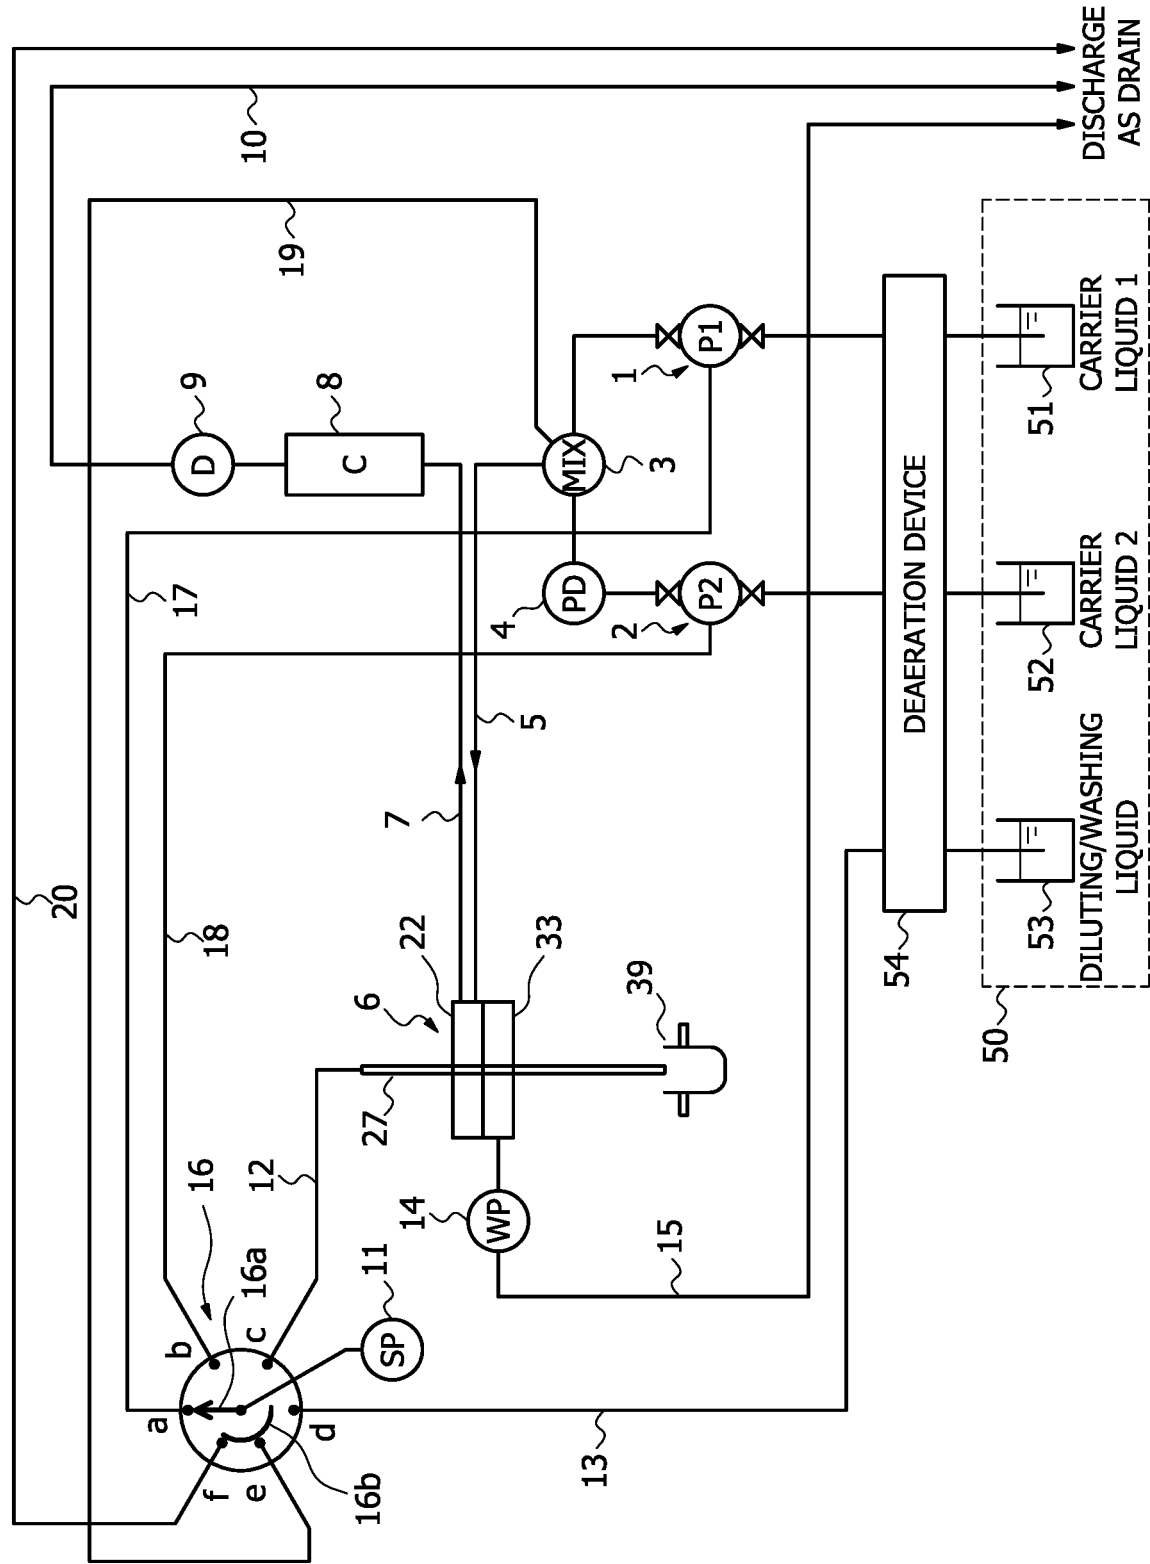 20
10
19
17
18
9
D
8
C
7
5
MIX
3
4
PD
1
P1
2
P2
16
16a
16b
a
b
c
d
e
f
12
11
SP
13
6
22
33
27
39
14
WP
15
DEAERATION DEVICE
54
50
53
52
51
DILUTING/WASHING
LIQUID
CARRIER
LIQUID 2
CARRIER
LIQUID 1
DISCHARGE
AS DRAIN